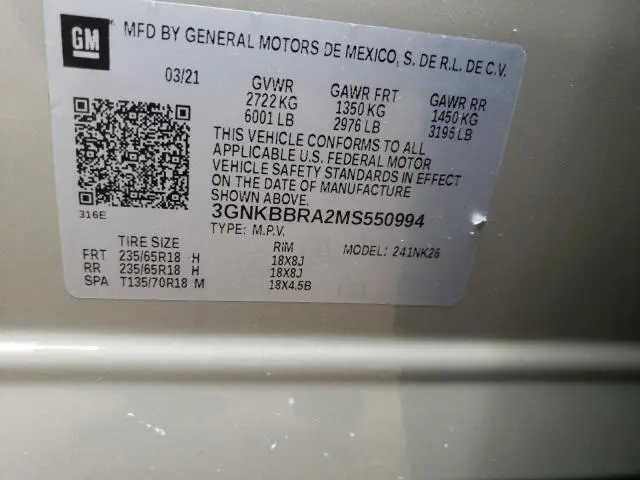 GM
MFD BY GENERAL MOTORS DE MEXICO, S. DE R.L. DE C.V.
03/21 GVWR GAWR FRT GAWR RR
2722 KG 1350 KG 1450 KG
6001 LB 2976 LB 3196 LB
THIS VEHICLE CONFORMS TO ALL
APPLICABLE U.S. FEDERAL MOTOR
VEHICLE SAFETY STANDARDS IN EFFECT
ON THE DATE OF MANUFACTURE
SHOWN ABOVE.
316E
3GNKBBRA2MS550994
TYPE: M.P.V.
TIRE SIZE RIM MODEL: 241NK26
FRT 235/65R18 H 18X8J
RR 235/65R18 H 18X8J
SPA T135/70R18 M 18X4.5B